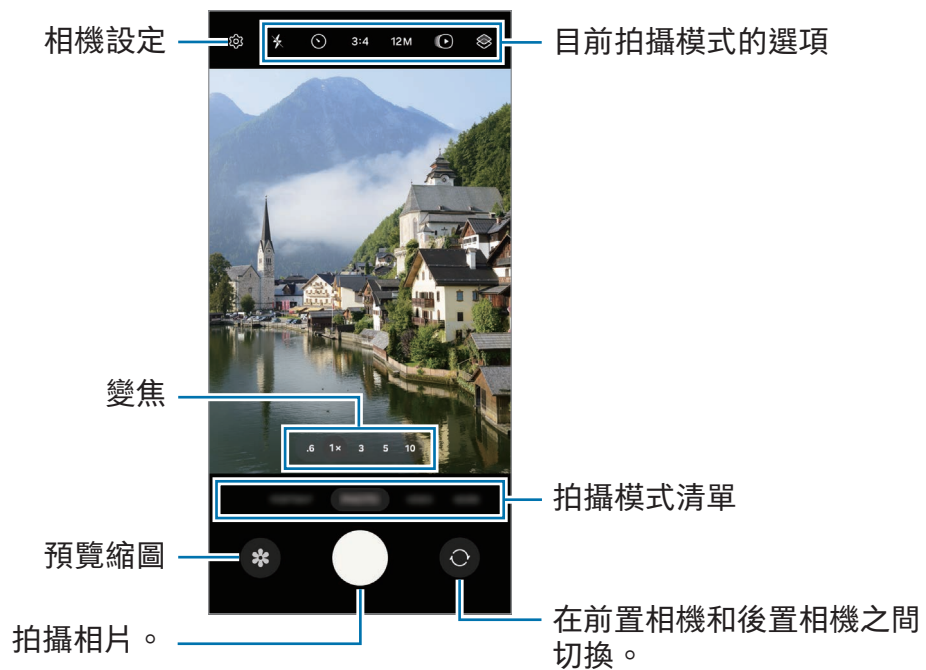 相機設定
3:4 12M
目前拍攝模式的選項
變焦
.6 1× 3 5 10
拍攝模式清單
預覽縮圖
拍攝相片。
在前置相機和後置相機之間
切換。